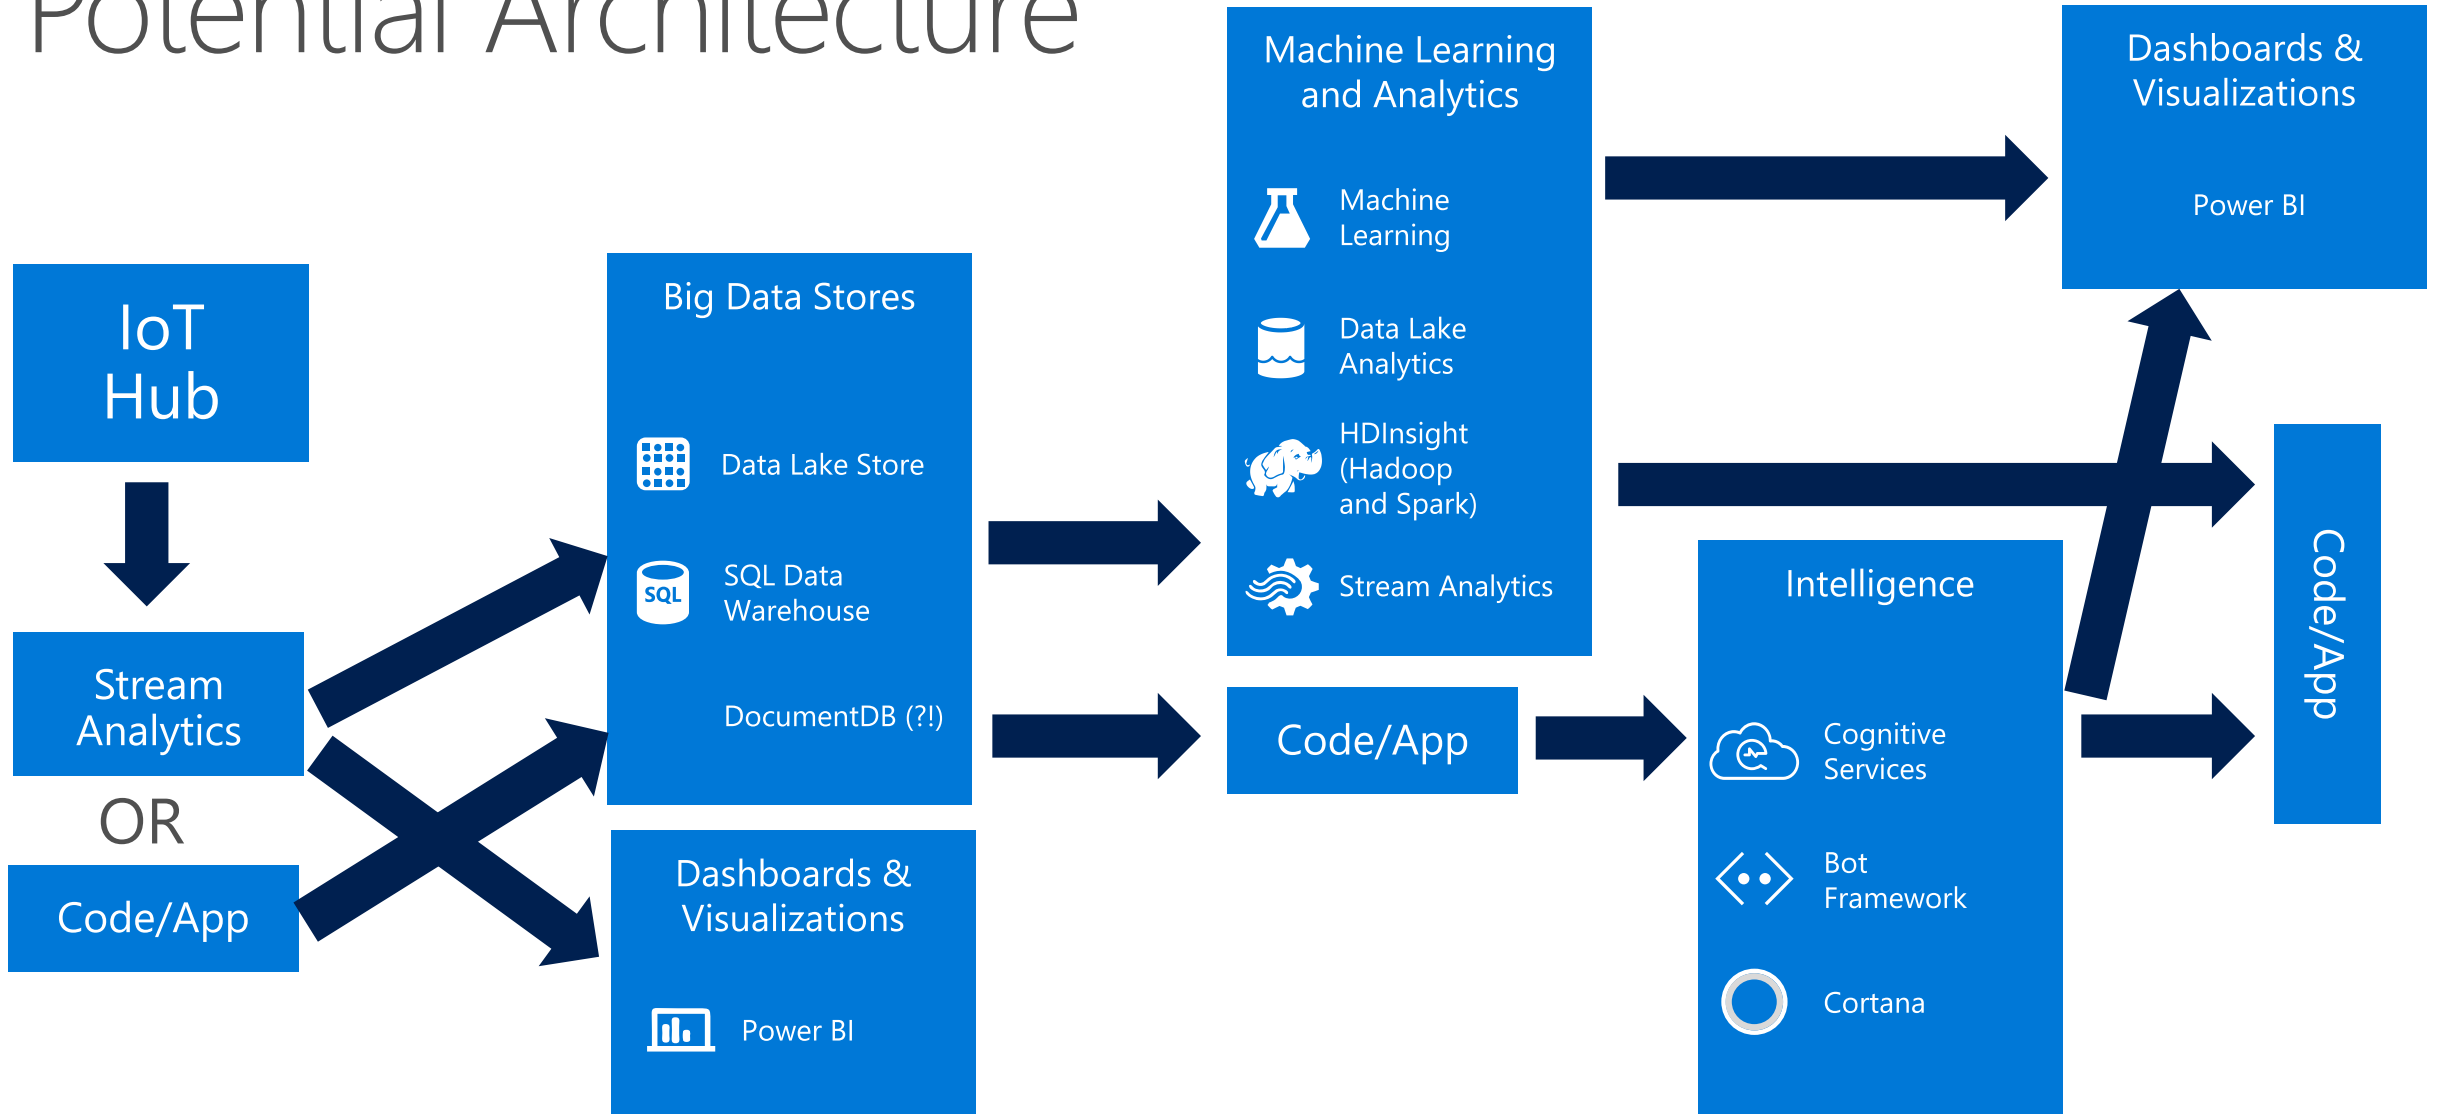 Potential Architecture
IoT
Hub
Stream
Analytics
OR
Code/App
Big Data Stores
Data Lake Store
SQL
SQL Data
Warehouse
DocumentDB (?!)
Dashboards &
Visualizations
Power BI
Machine Learning
and Analytics
Machine
Learning
Data Lake
Analytics
HDInsight
(Hadoop
and Spark)
Stream Analytics
Code/App
Intelligence
Cognitive
Services
Bot
Framework
Cortana
Dashboards &
Visualizations
Power BI
Code/App